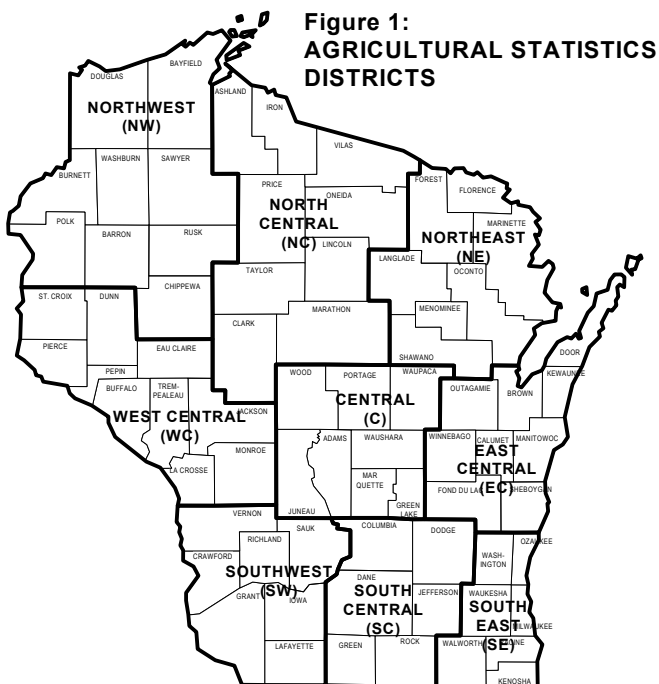 Figure 1:
AGRICULTURAL STATISTICS
DISTRICTS
BAYFIELD
DOUGLAS
ASHLAND
IRON
NORTHWEST
(NW)
VILAS
WASHBURN
SAWYER
BURNETT
PRICE
FOREST
FLORENCE
ONEIDA
NORTH
CENTRAL
(NC)
POLK
BARRON
RUSK
MARINETTE
NORTHEAST
(NE)
LINCOLN
LANGLADE
TAYLOR
OCONTO
CHIPPEWA
ST. CROIX
DUNN
MARATHON
MENOMINEE
CLARK
PIERCE
EAU CLAIRE
DOOR
SHAWANO
PEPIN
WOOD
PORTAGE
WAUPACA
KEWAUNEE
BUFFALO
TREM-
PEALEAU
OUTAGAMIE
BROWN
CENTRAL
(C)
JACKSON
WEST CENTRAL
(WC)
ADAMS
WAUSHARA
WINNEBAGO
CALUMET
MANITOWOC
MONROE
EAST
CENTRAL
(EC)
LA CROSSE
MAR
QUETTE
FOND DU LAC
SHEBOYGAN
GREEN
LAKE
VERNON
JUNEAU
SAUK
COLUMBIA
DODGE
RICHLAND
OZAUKEE
CRAWFORD
WASH-
INGTON
SOUTHWEST
(SW)
DANE
GRANT
IOWA
SOUTH
CENTRAL
(SC)
JEFFERSON
WAUKESHA
SOUTH
EAST
(SE)
MILWAUKEE
LAFAYETTE
GREEN
ROCK
WALWORTH
RACINE
KENOSHA